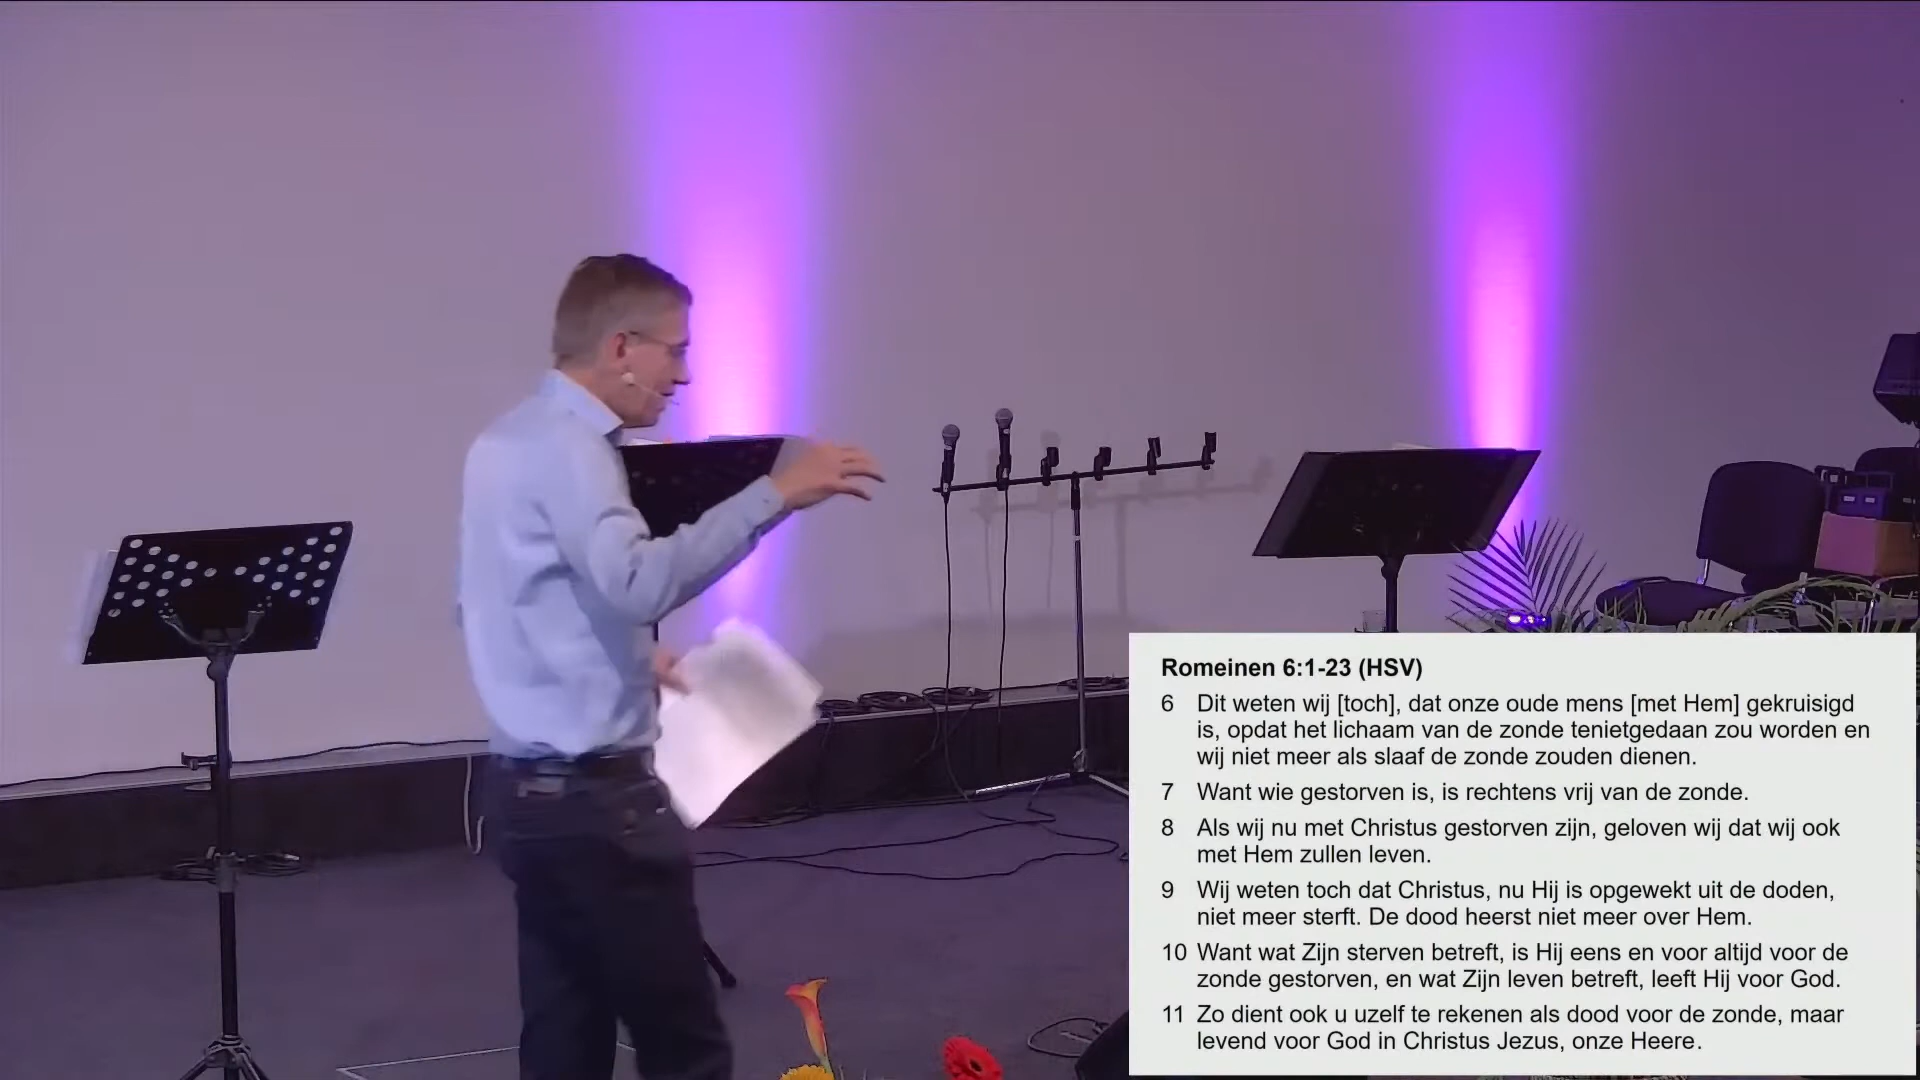 Romeinen 6:1-23 (HSV)
6 Dit weten wij [toch], dat onze oude mens [met Hem] gekruisigd
is, opdat het lichaam van de zonde tenietgedaan zou worden en
wij niet meer als slaaf de zonde zouden dienen.
7 Want wie gestorven is, is rechtens vrij van de zonde.
8 Als wij nu met Christus gestorven zijn, geloven wij dat wij ook
met Hem zullen leven.
9 Wij weten toch dat Christus, nu Hij is opgewekt uit de doden,
niet meer sterft. De dood heerst niet meer over Hem.
10 Want wat Zijn sterven betreft, is Hij eens en voor altijd voor de
zonde gestorven, en wat Zijn leven betreft, leeft Hij voor God.
11 Zo dient ook u uzelf te rekenen als dood voor de zonde, maar
levend voor God in Christus Jezus, onze Heere.